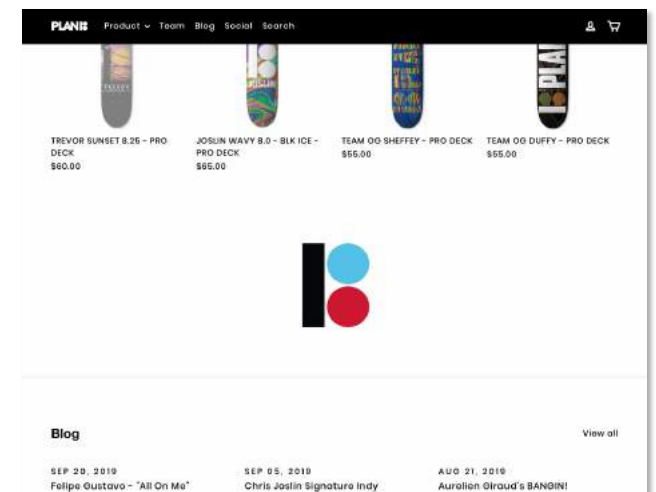 PLANB Product Team Blog Social Search
TREVOR SUNSET 8.25 - PRO DECK
$60.00
JOSLIN WAVY 8.0 - BLK ICE - PRO DECK
$65.00
TEAM OG SHEFFEY - PRO DECK
$55.00
TEAM OG DUFFY - PRO DECK
$55.00
Blog
View all
SEP 20, 2019
Felipe Gustavo - "All On Me"
SEP 05, 2019
Chris Joslin Signature Indy
AUG 21, 2019
Aurelien Giraud's BANGIN!